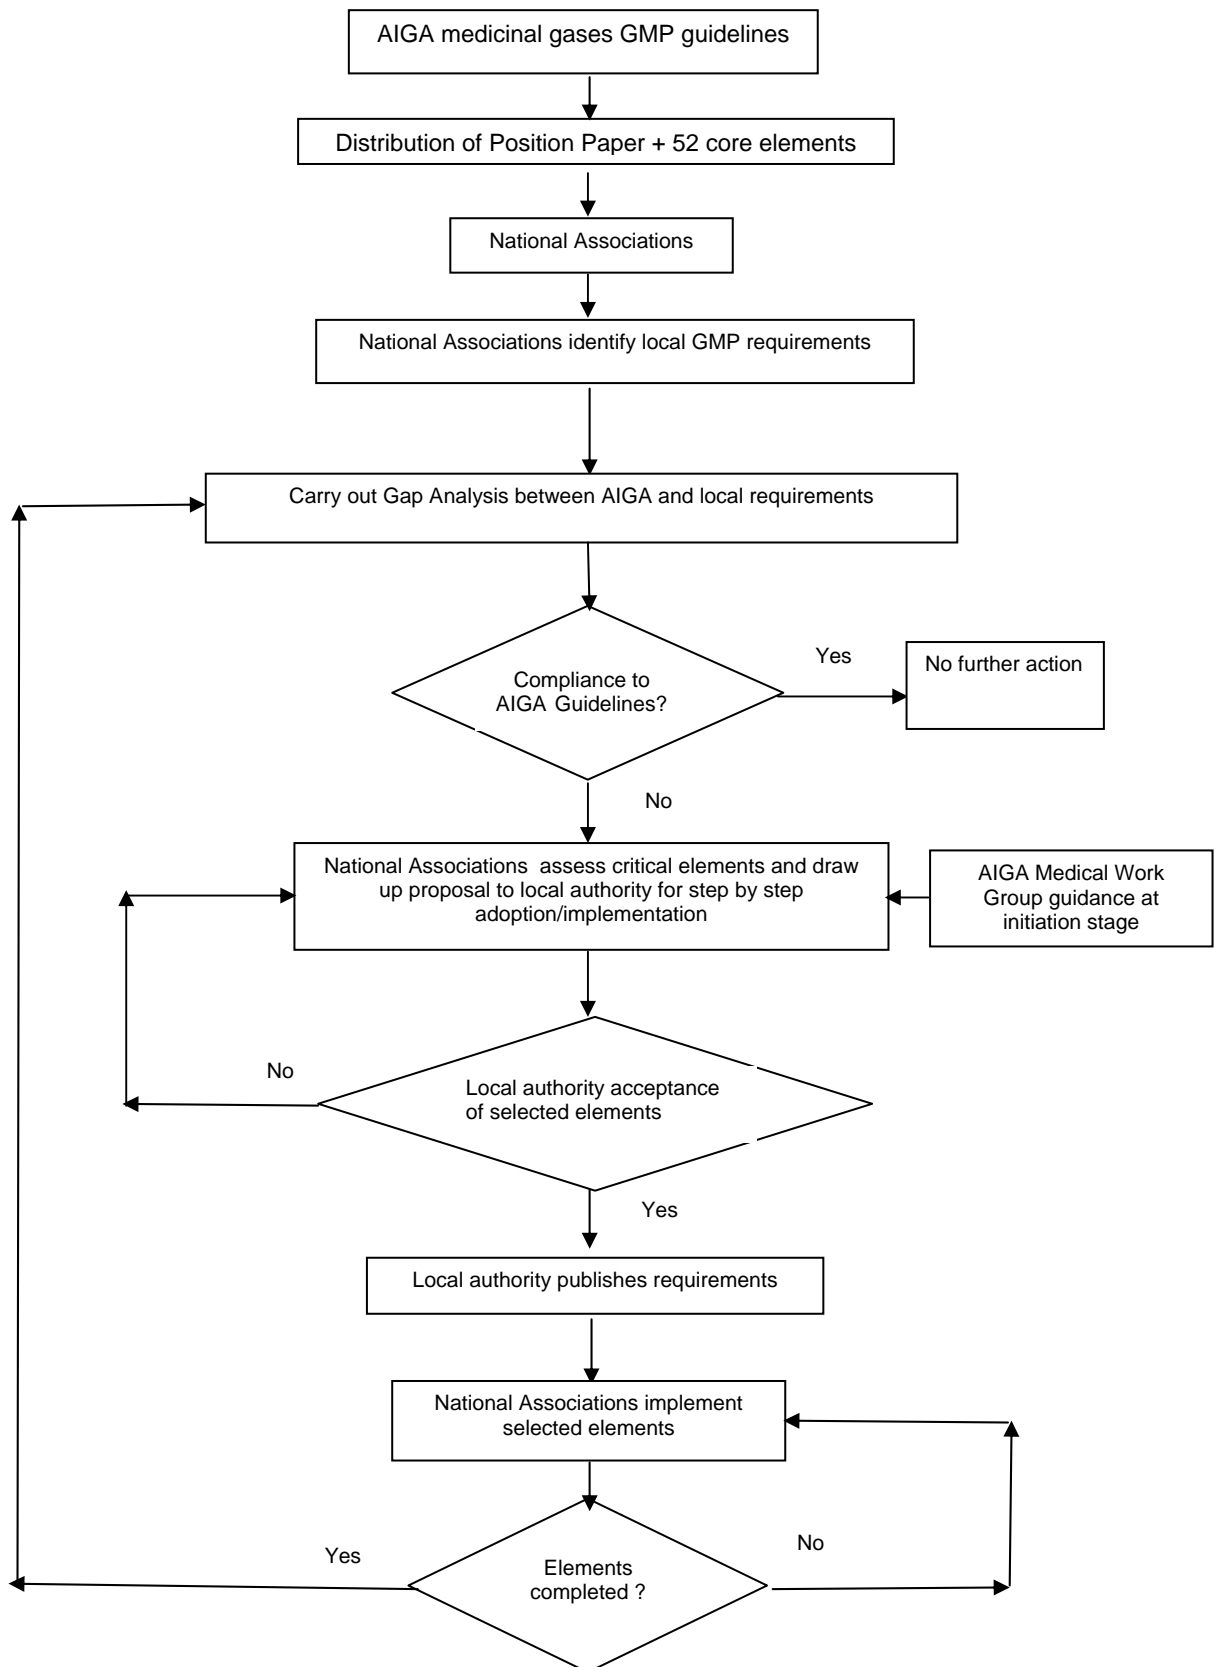 AIGA medicinal gases GMP guidelines
Distribution of Position Paper + 52 core elements
National Associations
National Associations identify local GMP requirements
Carry out Gap Analysis between AIGA and local requirements
Compliance to
AIGA Guidelines?
Yes
No further action
No
National Associations assess critical elements and draw
up proposal to local authority for step by step
adoption/implementation
AIGA Medical Work
Group guidance at
initiation stage
No
Local authority acceptance
of selected elements
Yes
Local authority publishes requirements
National Associations implement
selected elements
Yes
Elements
completed ?
No